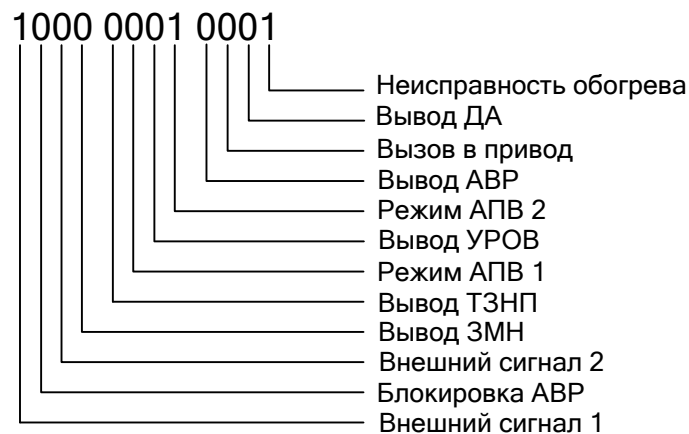 1000 0001 0001
Неисправность обогрева
Вывод ДА
Вызов в привод
Вывод АВР
Режим АПВ 2
Вывод УРОВ
Режим АПВ 1
Вывод ТЗНП
Вывод ЗМН
Внешний сигнал 2
Блокировка АВР
Внешний сигнал 1